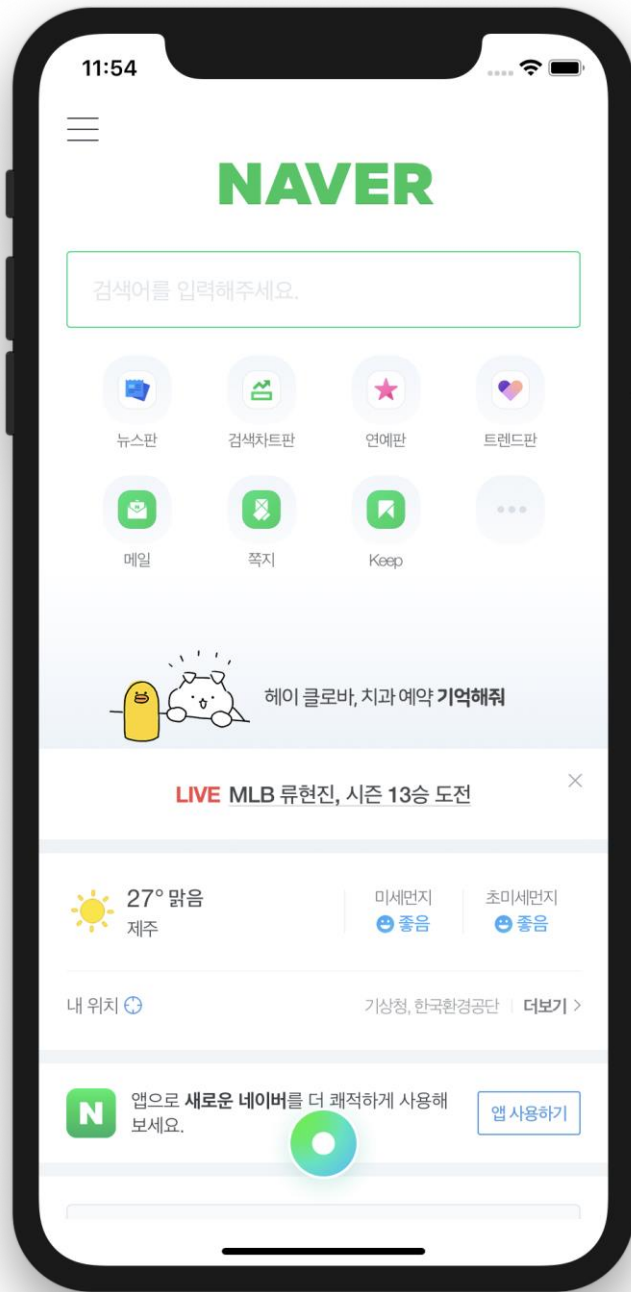 11:54
NAVER
검색어를 입력해주세요.
뉴스판 검색차트판 연예판 트렌드판
메일 쪽지 Keep
헤이 클로바, 치과 예약 기억해줘
LIVE MLB 류현진, 시즌 13승 도전
27° 맑음 미세먼지 초미세먼지
제주 좋음 좋음
내 위치 기상청, 한국환경공단 더보기 >
N 앱으로 새로운 네이버를 더 쾌적하게 사용해
보세요. 앱 사용하기